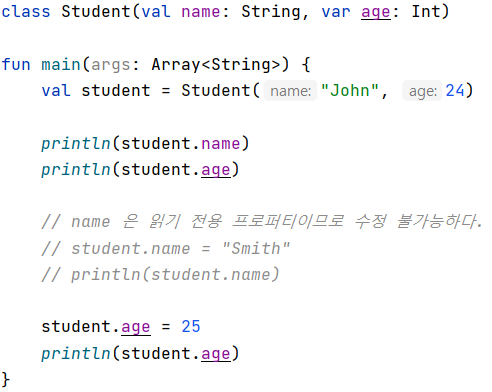 class Student(val name: String, var age: Int)
fun main(args: Array<String>) {
    val student = Student( name: "John", age: 24)
    println(student.name)
    println(student.age)
    // name 은 읽기 전용 프로퍼티이므로 수정 불가능하다.
    // student.name = "Smith"
    // println(student.name)
    student.age = 25
    println(student.age)
}